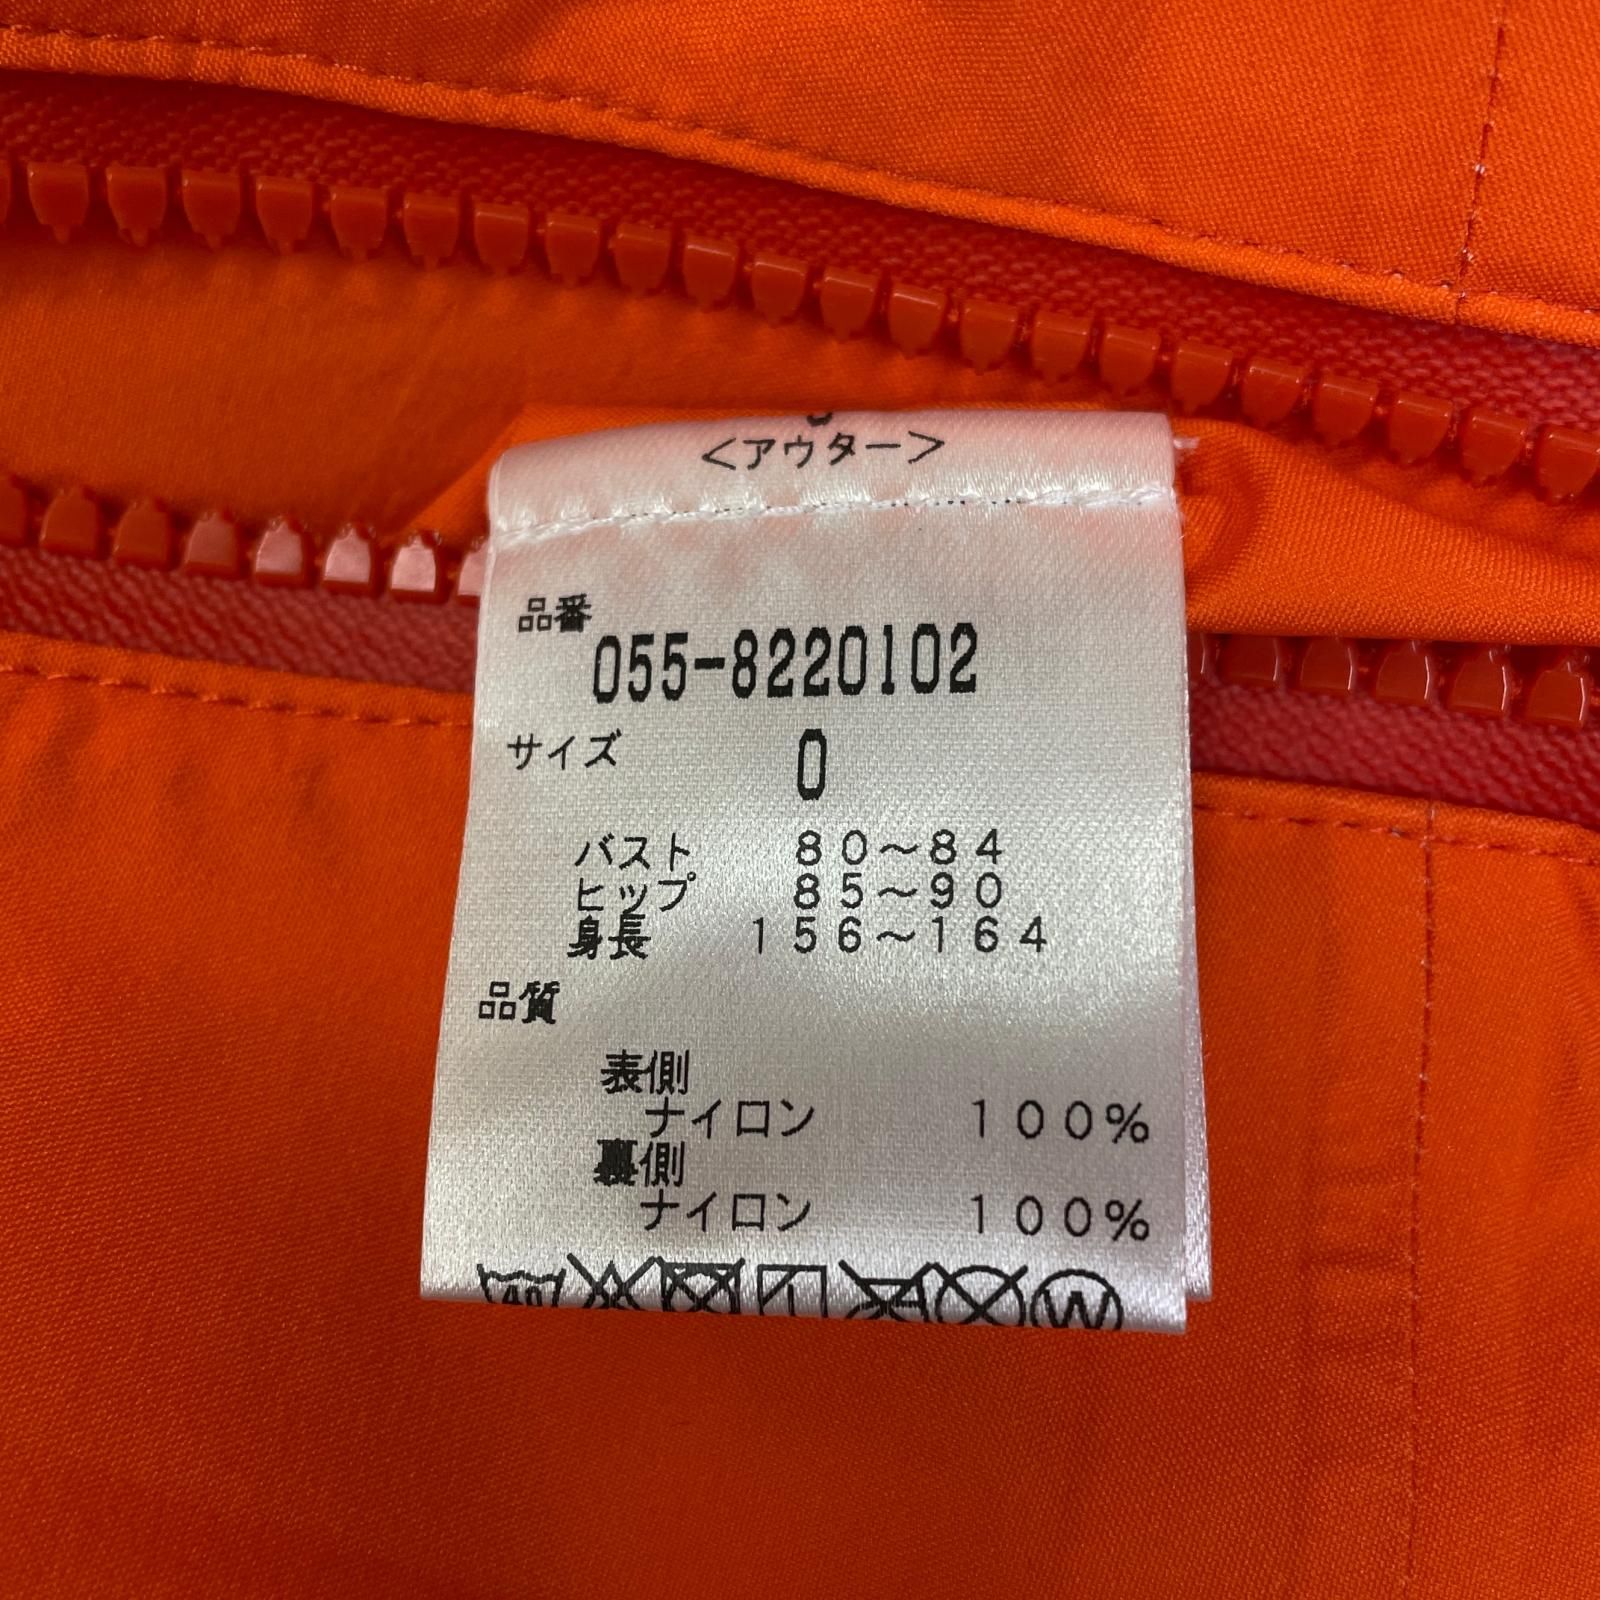 <アウター>
品番
055-8220102
サイズ 0
バスト 80～84
ヒップ 85～90
身長 156～164
品質
表側
ナイロン 100%
裏側
ナイロン 100%
40
W